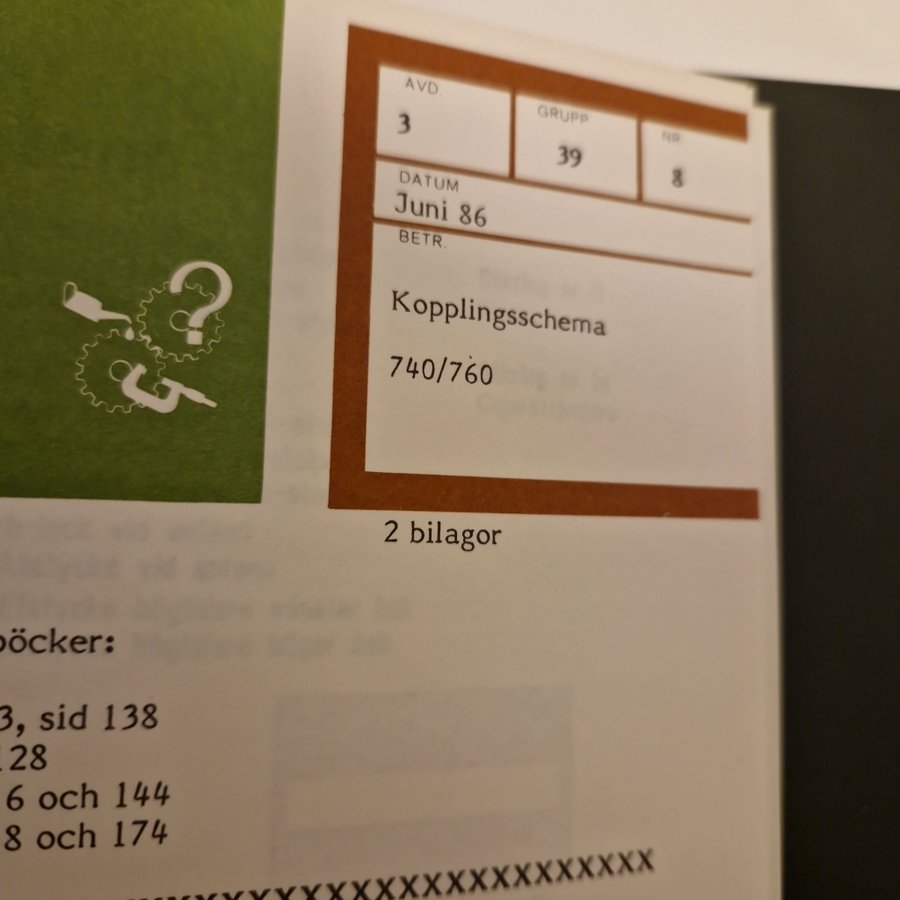 AVD.
3
GRUPP
39
NR
8
DATUM
Juni 86
BETR.
Kopplingsschema
740/760
2 bilagor
böcker:
3, sid 138
128
6 och 144
8 och 174
XXXXXXXXXXXXXXXXXXXXXXX